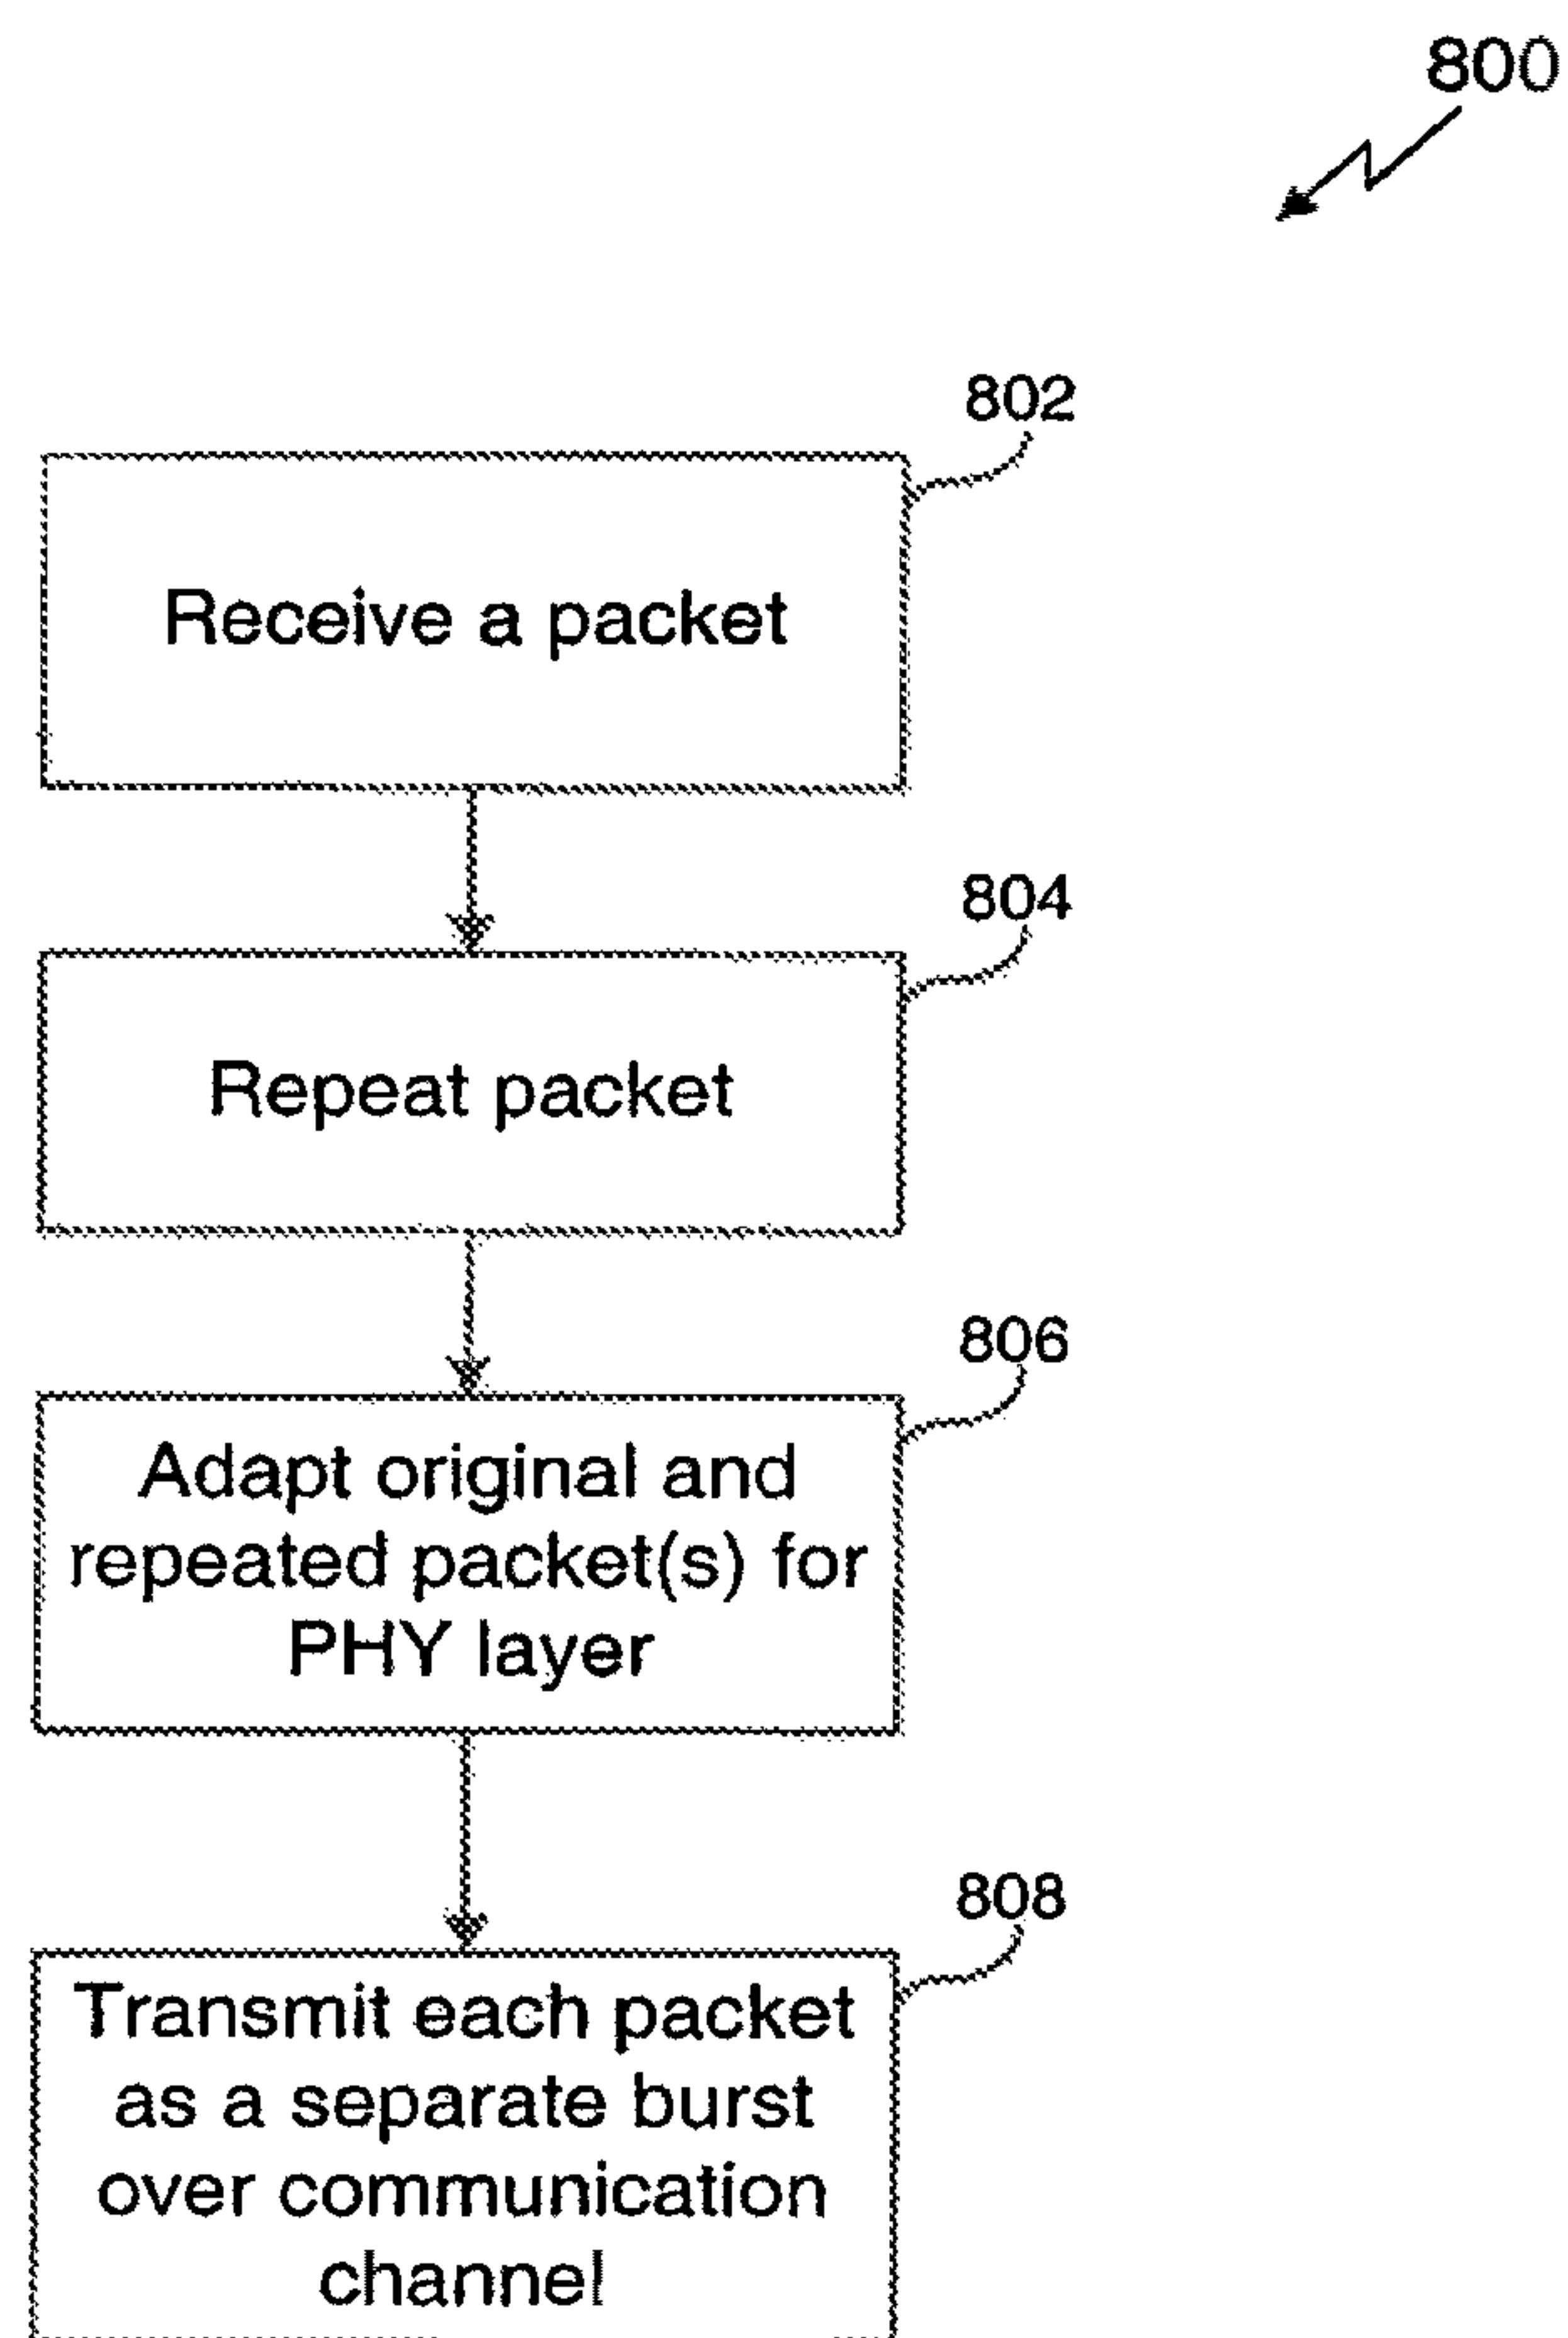 800
802
Receive a packet
804
Repeat packet
806
Adapt original and
repeated packet(s) for
PHY layer
808
Transmit each packet
as a separate burst
over communication
channel